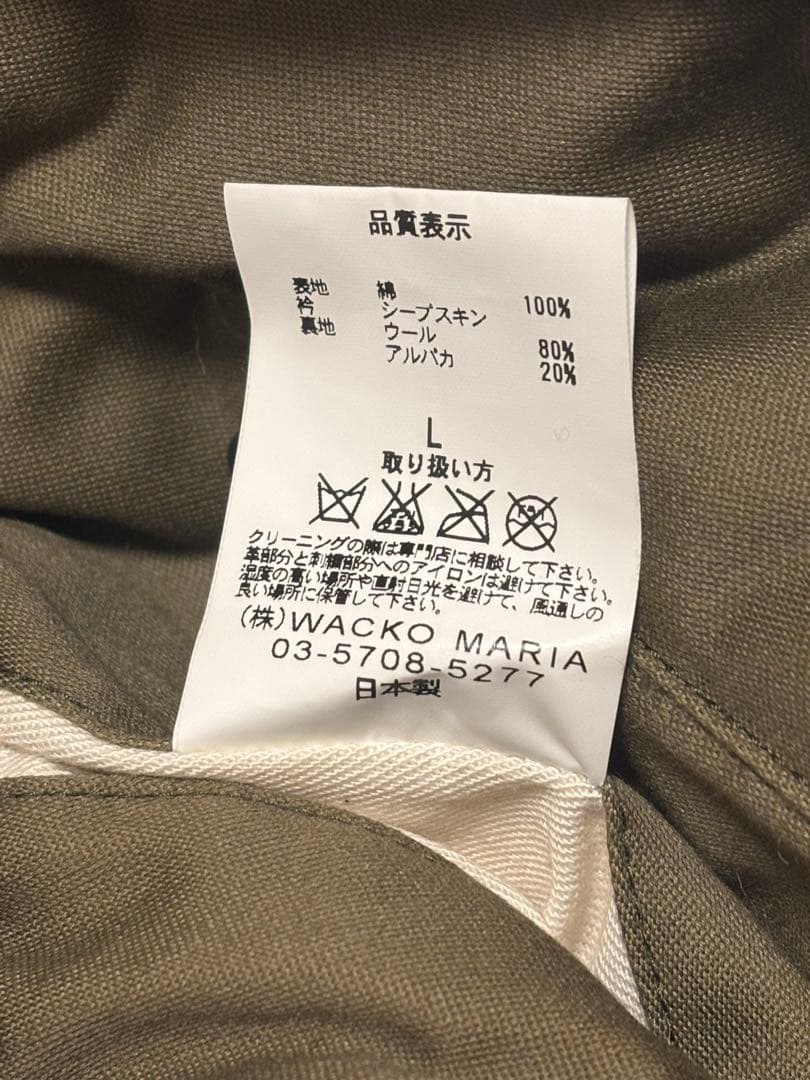 品質表示
表地 綿 100%
衿 シープスキン
裏地 ウール 80%
アルパカ 20%
L
取り扱い方
クリーニングの際は専門店に相談して下さい。
革部分と刺繍部分へのアイロンは避けて下さい。
湿度の高い場所や直射日光を避けて、風通しの
良い場所に保管して下さい。
(株)WACKO MARIA
03-5708-5277
日本製